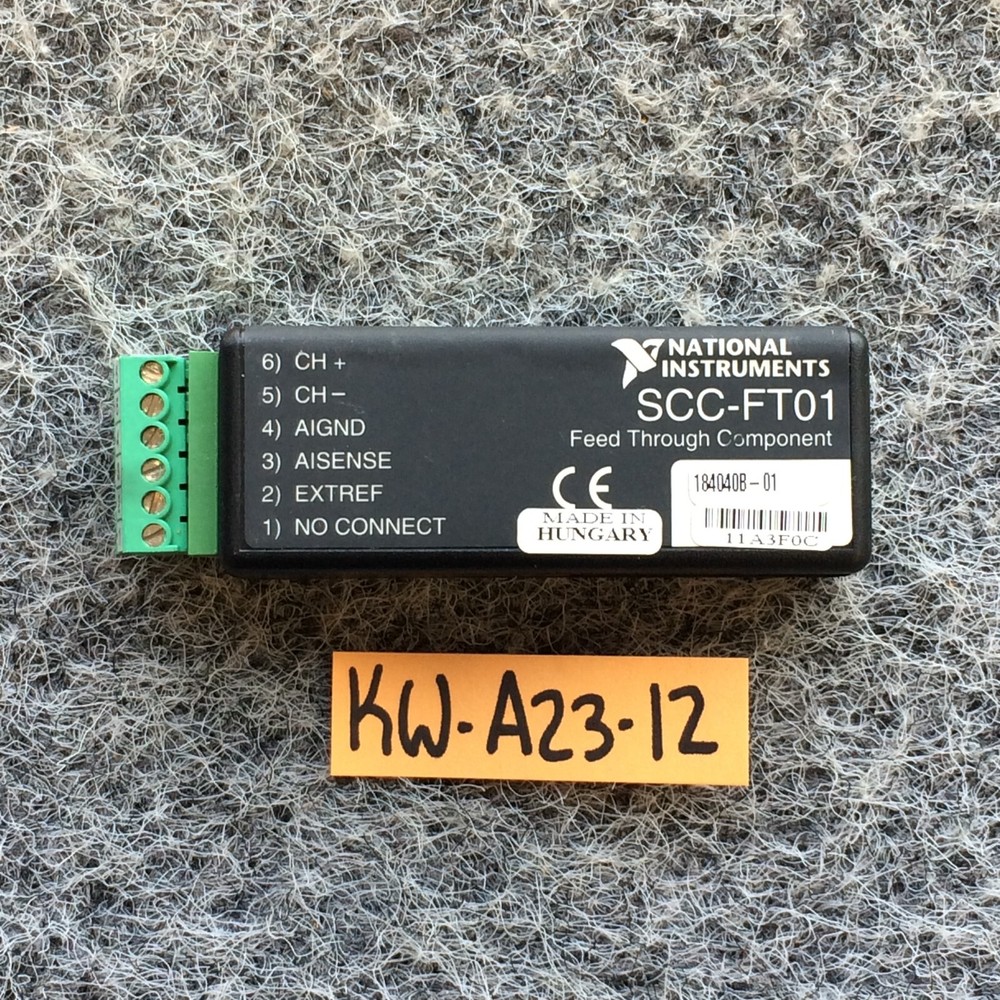 6) CH +
5) CH –
4) AIGND
3) AISENSE
2) EXTREF
1) NO CONNECT
NATIONAL
INSTRUMENTS
SCC-FT01
Feed Through Component
CE
MADE IN
HUNGARY
184040B-01
11A3F0C
KW-A23-12